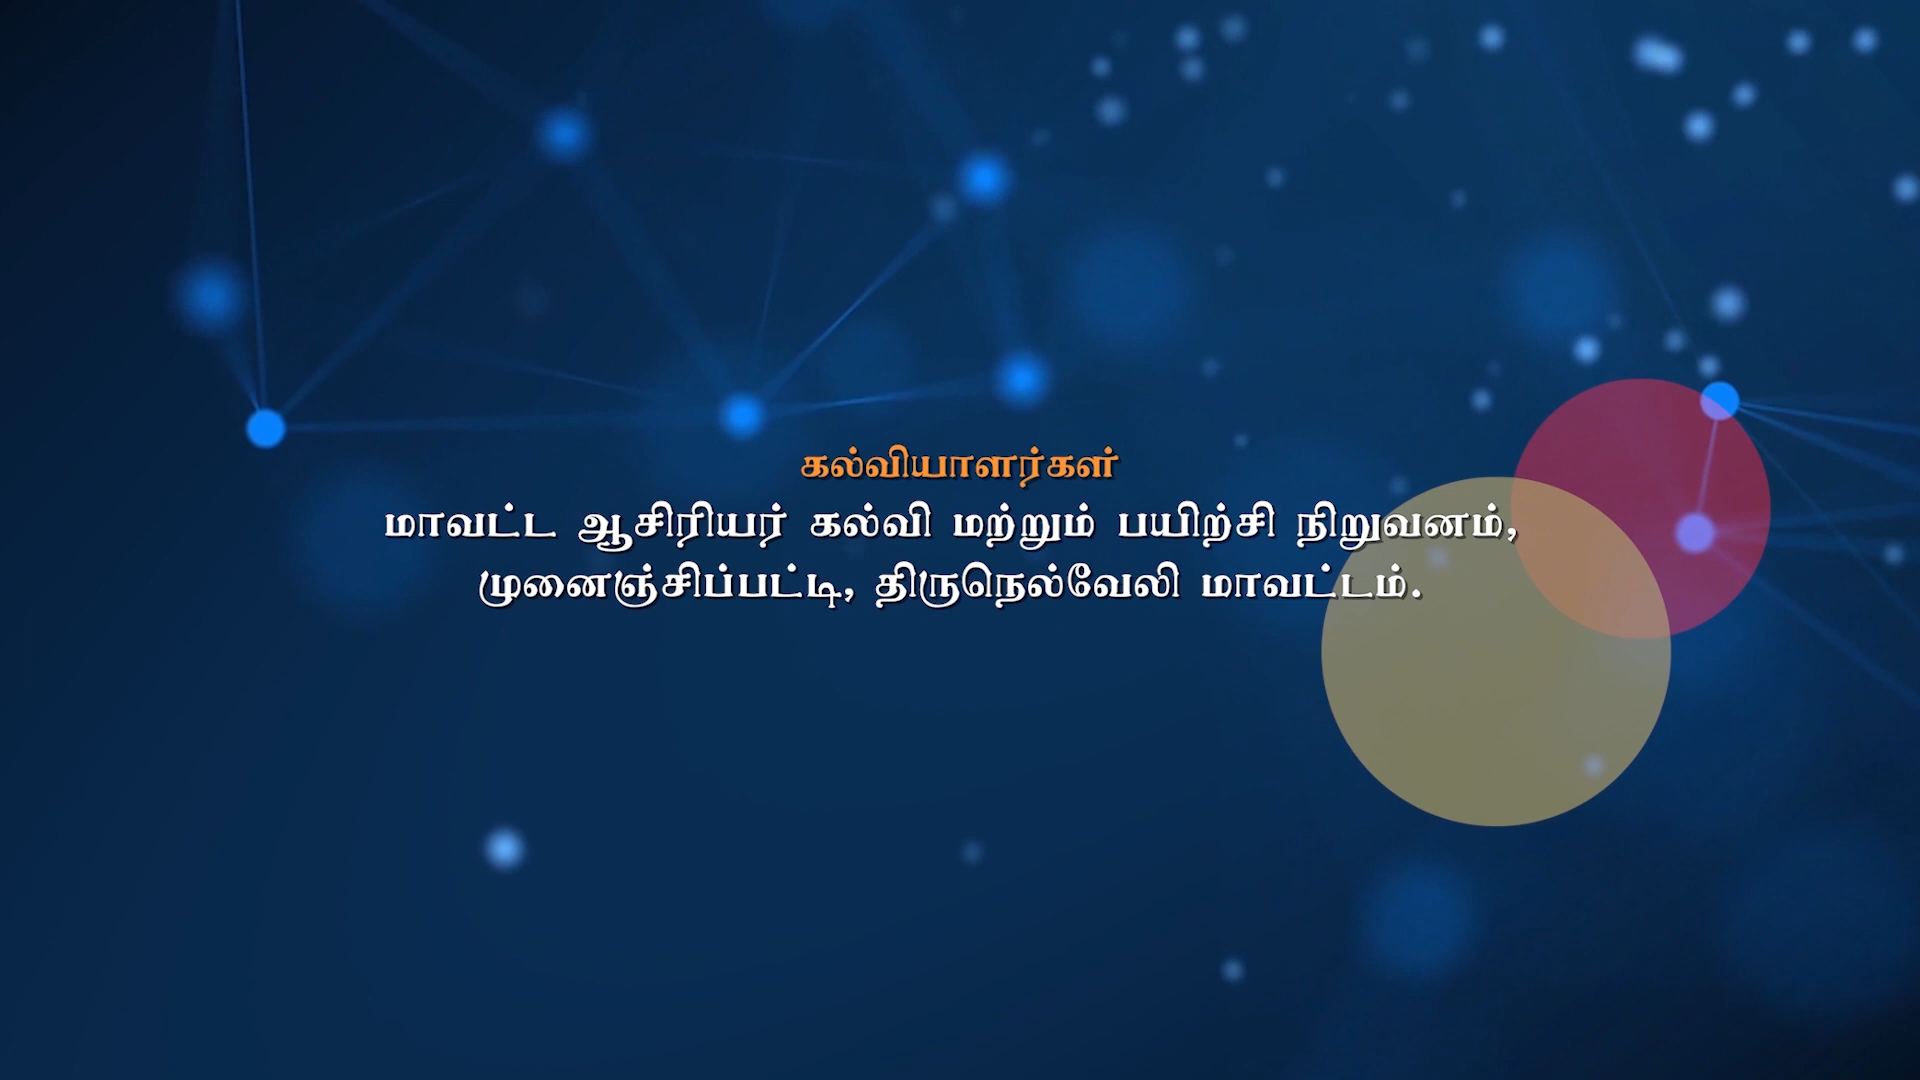 கல்வியாளர்கள்
மாவட்ட ஆசிரியர் கல்வி மற்றும் பயிற்சி நிறுவனம்,
முனைஞ்சிப்பட்டி, திருநெல்வேலி மாவட்டம்.